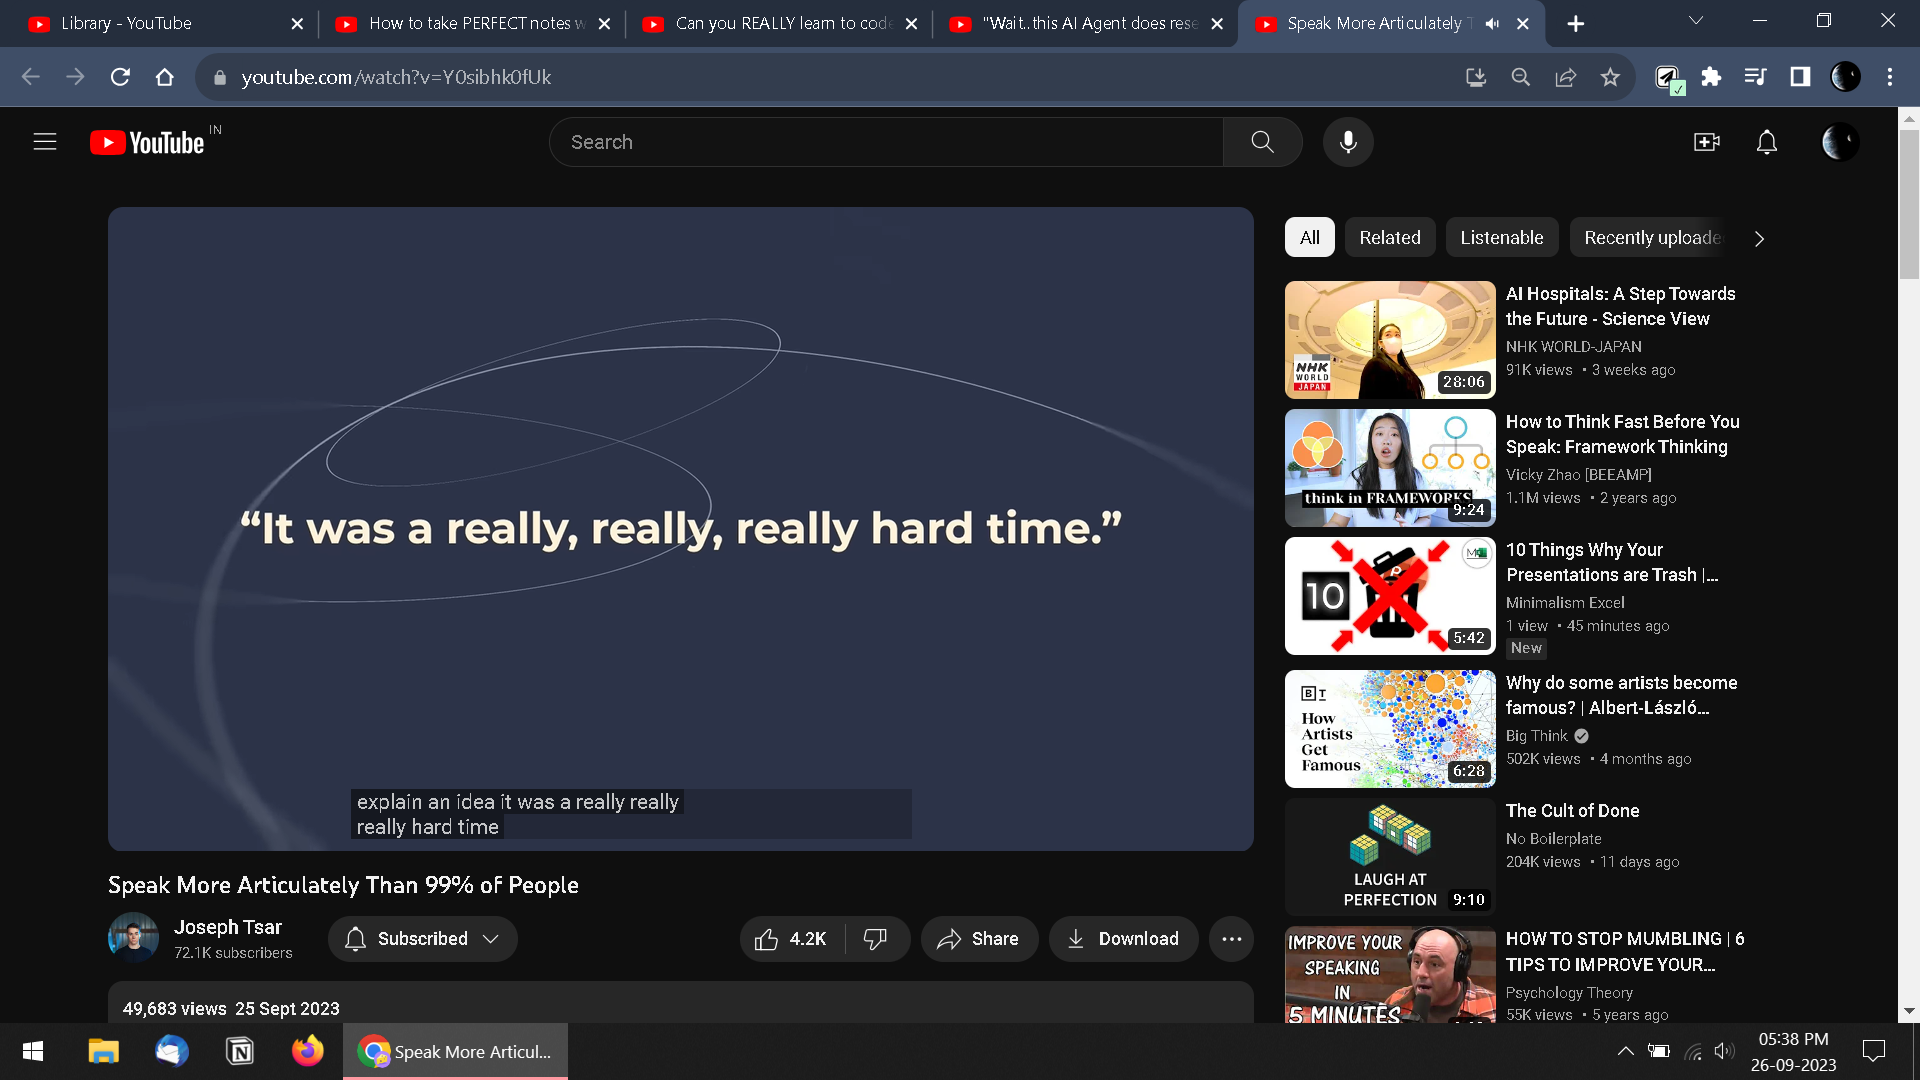 Library - YouTube
How to take PERFECT notes w
Can you REALLY learn to code
"Wait..this AI Agent does rese
Speak More Articulately T
youtube.com/watch?v=Y0sibhk0fUk
YouTube IN
Search
All
Related
Listenable
Recently uploade
“It was a really, really, really hard time.”
explain an idea it was a really really
really hard time
Speak More Articulately Than 99% of People
Joseph Tsar
72.1K subscribers
Subscribed
4.2K
Share
Download
49,683 views 25 Sept 2023
NHK
WORLD
JAPAN
28:06
AI Hospitals: A Step Towards
the Future - Science View
NHK WORLD-JAPAN
91K views • 3 weeks ago
think in FRAMEWORKS
9:24
How to Think Fast Before You
Speak: Framework Thinking
Vicky Zhao [BEEAMP]
1.1M views • 2 years ago
10
5:42
10 Things Why Your
Presentations are Trash |...
Minimalism Excel
1 view • 45 minutes ago
New
B T
How
Artists
Get
Famous
6:28
Why do some artists become
famous? | Albert-László...
Big Think
502K views • 4 months ago
LAUGH AT
PERFECTION
9:10
The Cult of Done
No Boilerplate
204K views • 11 days ago
IMPROVE YOUR
SPEAKING
IN
5 MINUTES
HOW TO STOP MUMBLING | 6
TIPS TO IMPROVE YOUR...
Psychology Theory
55K views • 5 years ago
Speak More Articul...
05:38 PM
26-09-2023